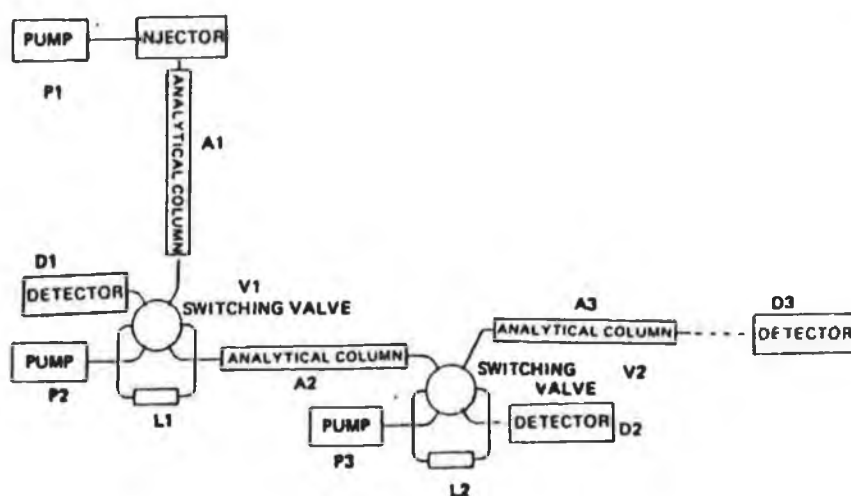 PUMP
NJECTOR
P1
ANALYTICAL COLUMN
A1
D1
DETECTOR
V1
SWITCHING VALVE
PUMP
P2
L1
ANALYTICAL COLUMN
A2
A3
ANALYTICAL COLUMN
D3
DETECTOR
SWITCHING
VALVE
V2
PUMP
P3
DETECTOR
D2
L2